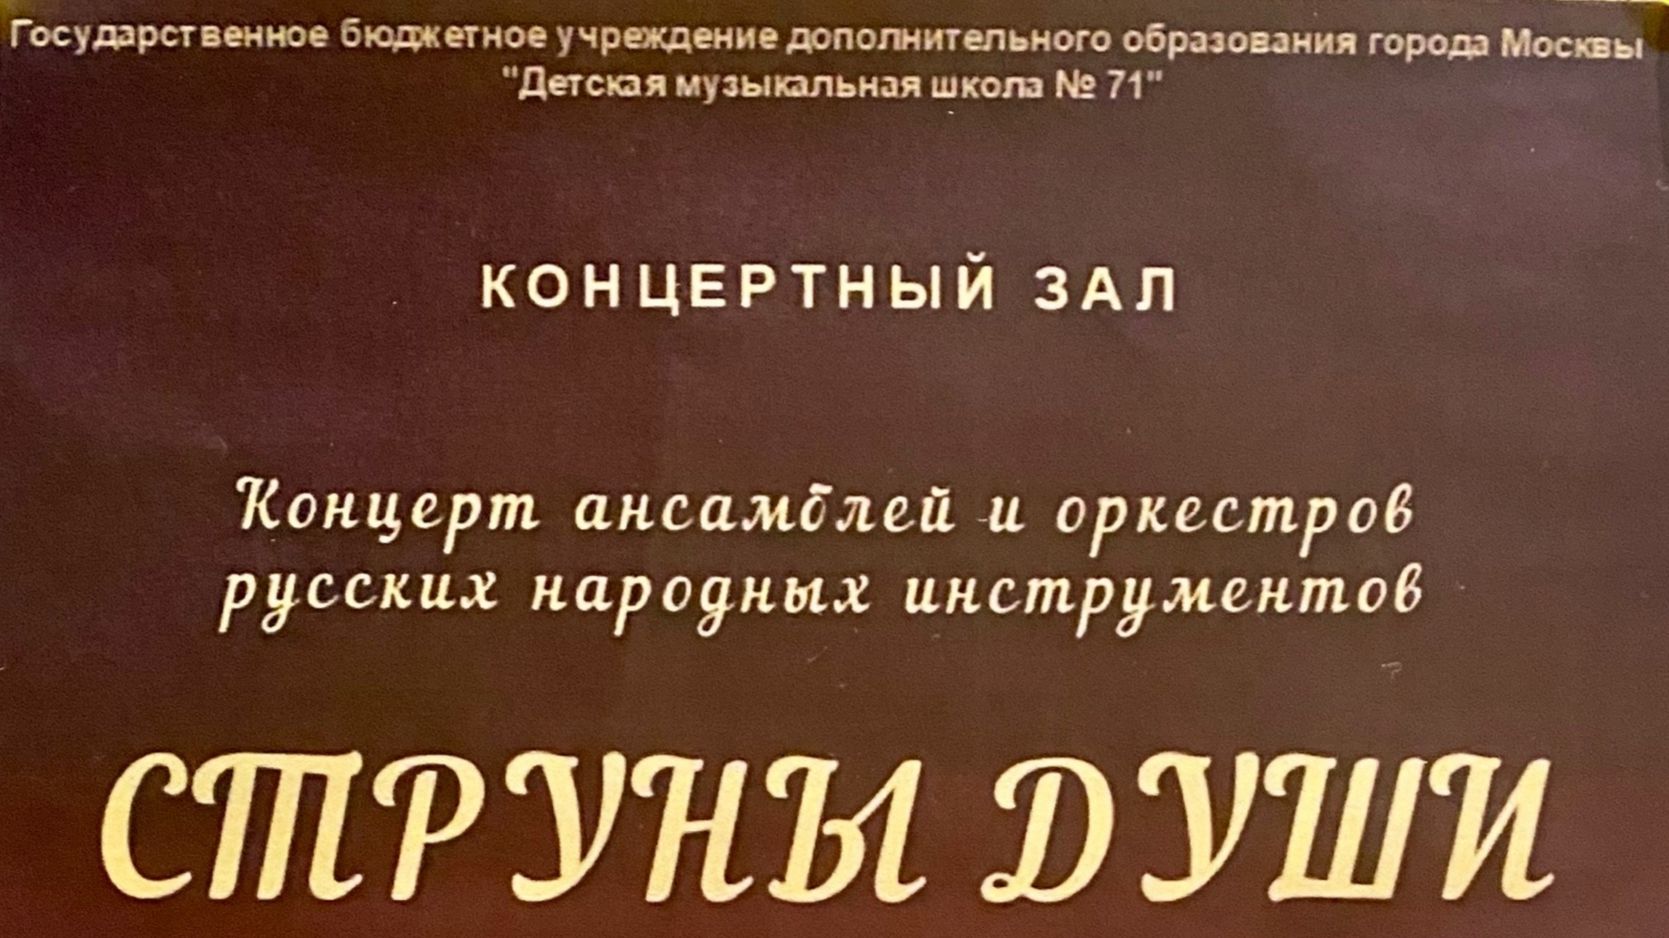 Государственное бюджетное учреждение дополнительного образования города Москвы
"Детская музыкальная школа № 71"
КОНЦЕРТНЫЙ ЗАЛ
Концерт ансамблей и оркестров
русских народных инструментов
СТРУНЫ ДУШИ